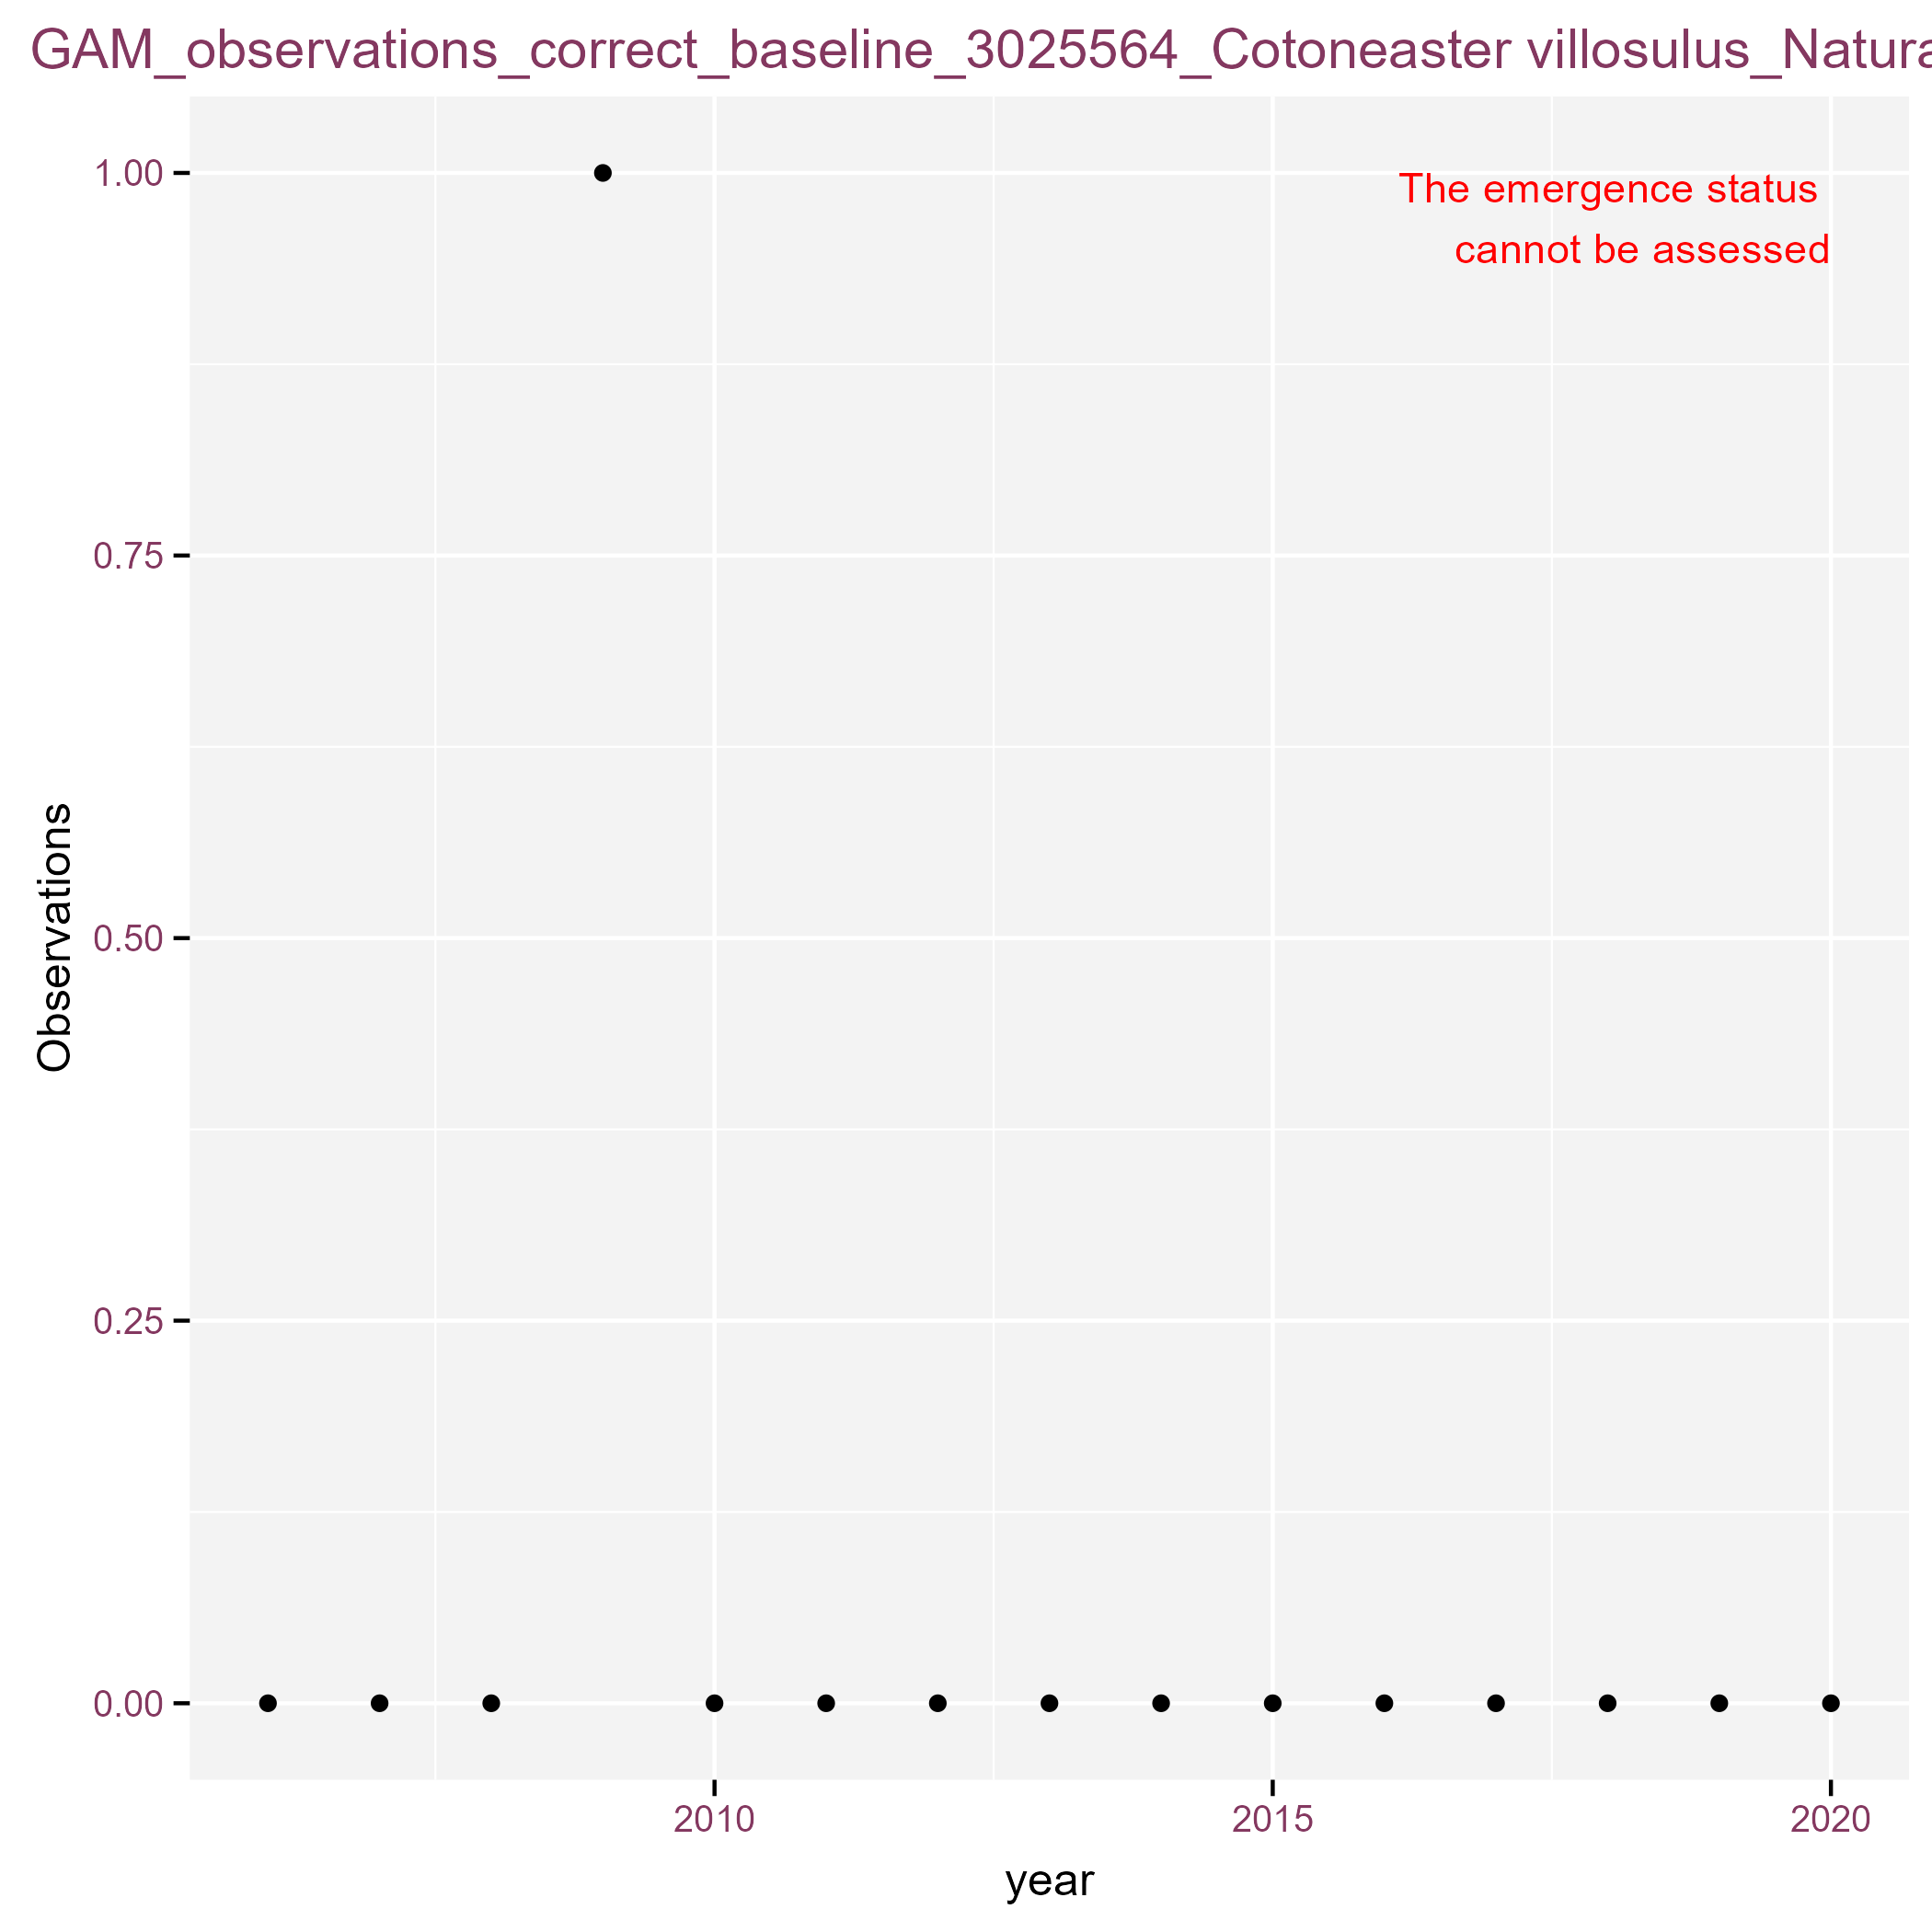 GAM_observations_correct_baseline_3025564_Cotoneaster villosulus_Natura
1.00
The emergence status
cannot be assessed
0.75
Observations
0.50
0.25
0.00
2010 2015 2020
year